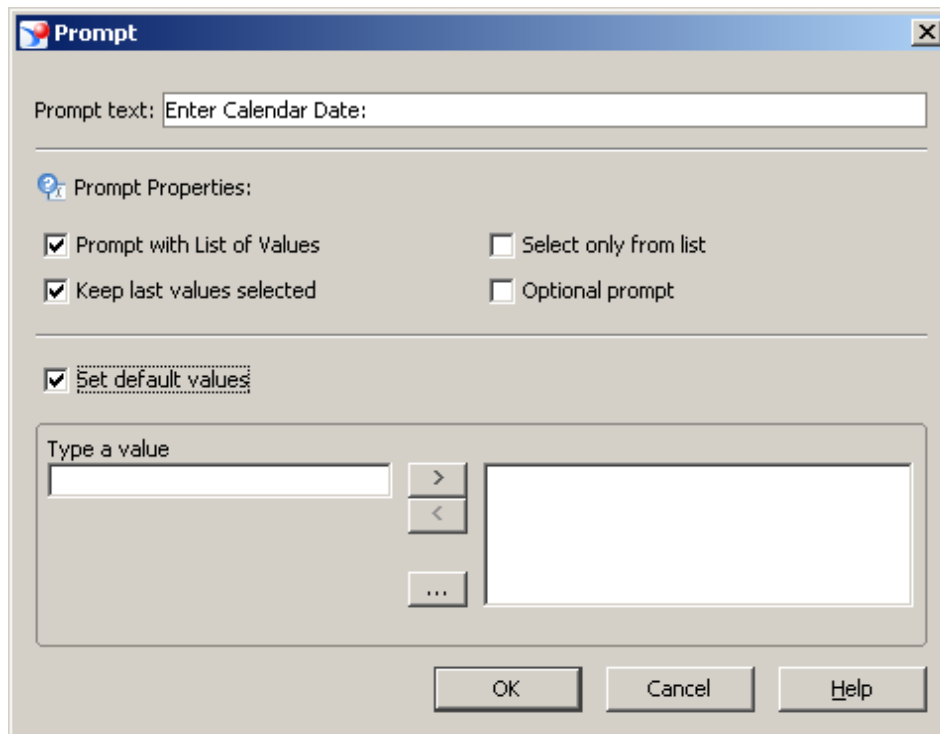 Prompt
Prompt text: Enter Calendar Date:
Prompt Properties:
Prompt with List of Values Select only from list
Keep last values selected Optional prompt
Set default values
Type a value
>
<
...
OK Cancel Help